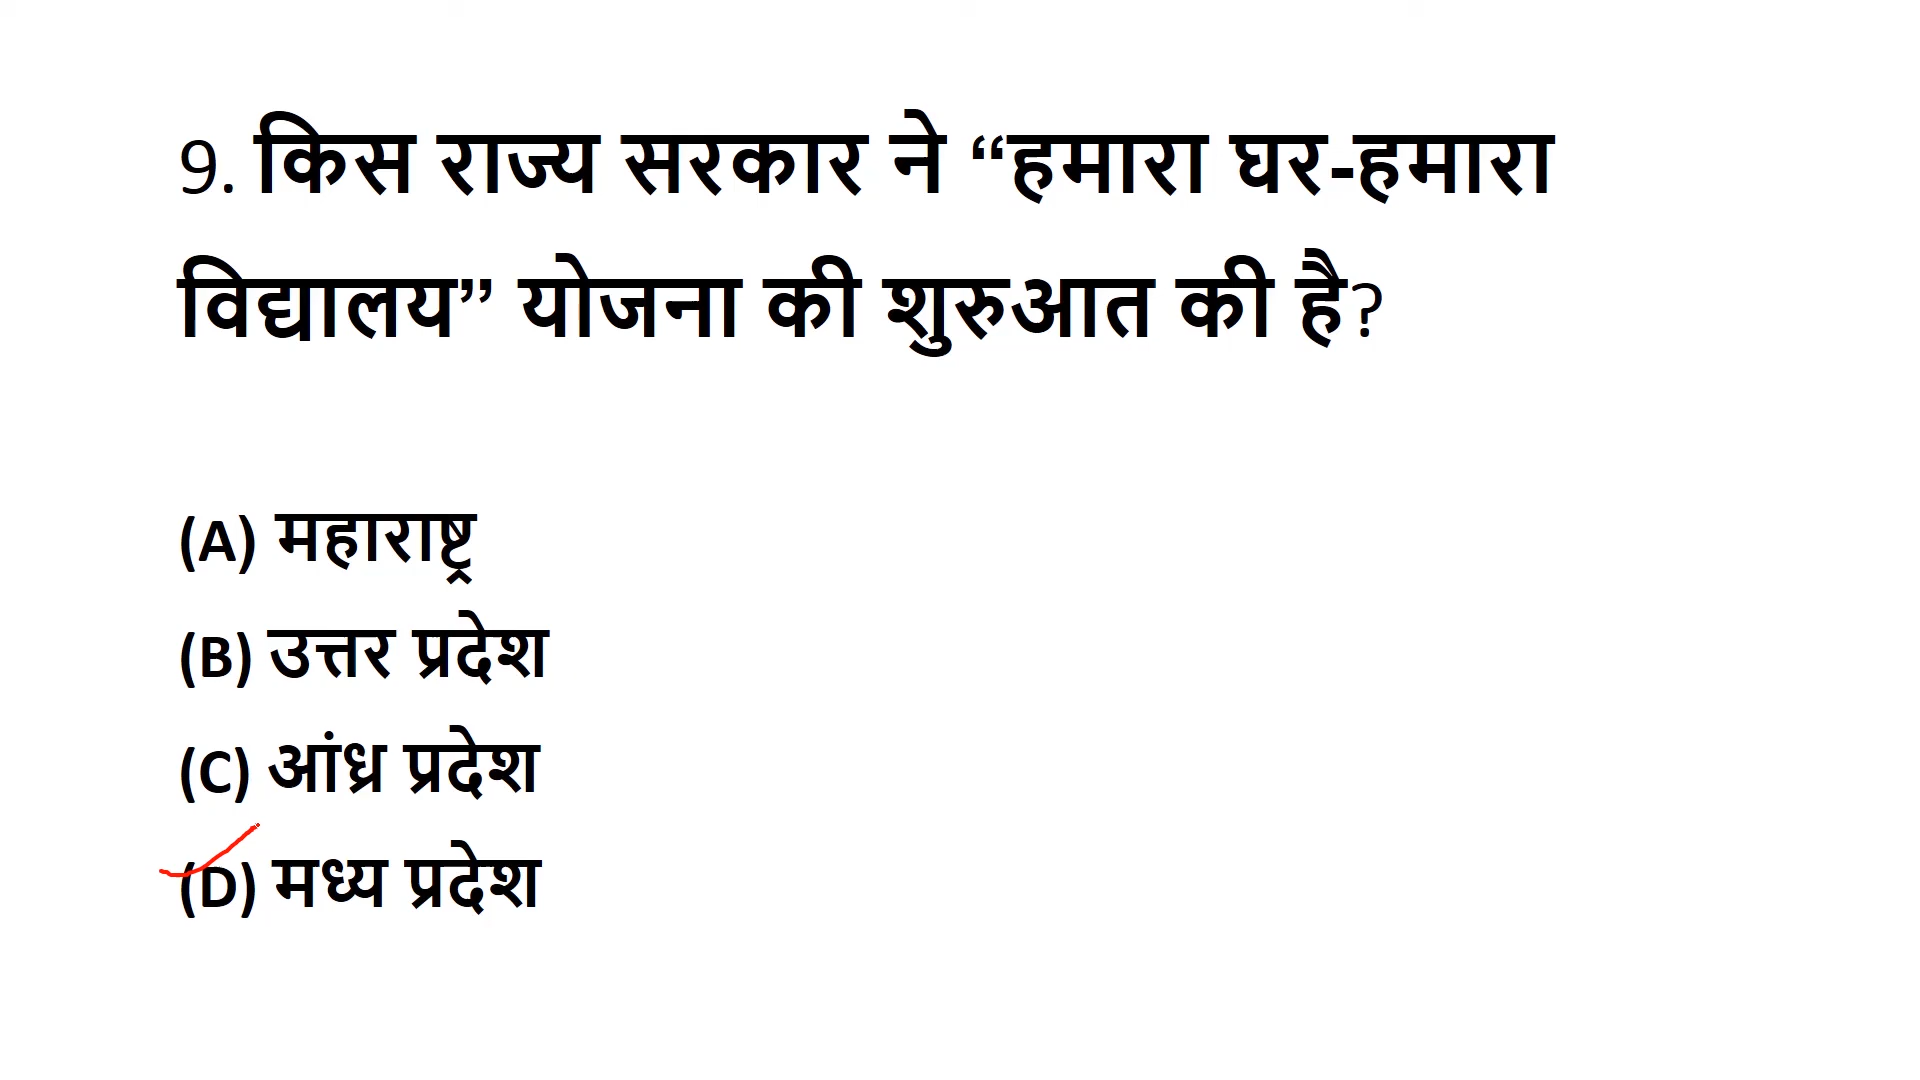 9. किस राज्य सरकार ने “हमारा घर-हमारा
विद्यालय” योजना की शुरुआत की है?
(A) महाराष्ट्र
(B) उत्तर प्रदेश
(C) आंध्र प्रदेश
(D) मध्य प्रदेश